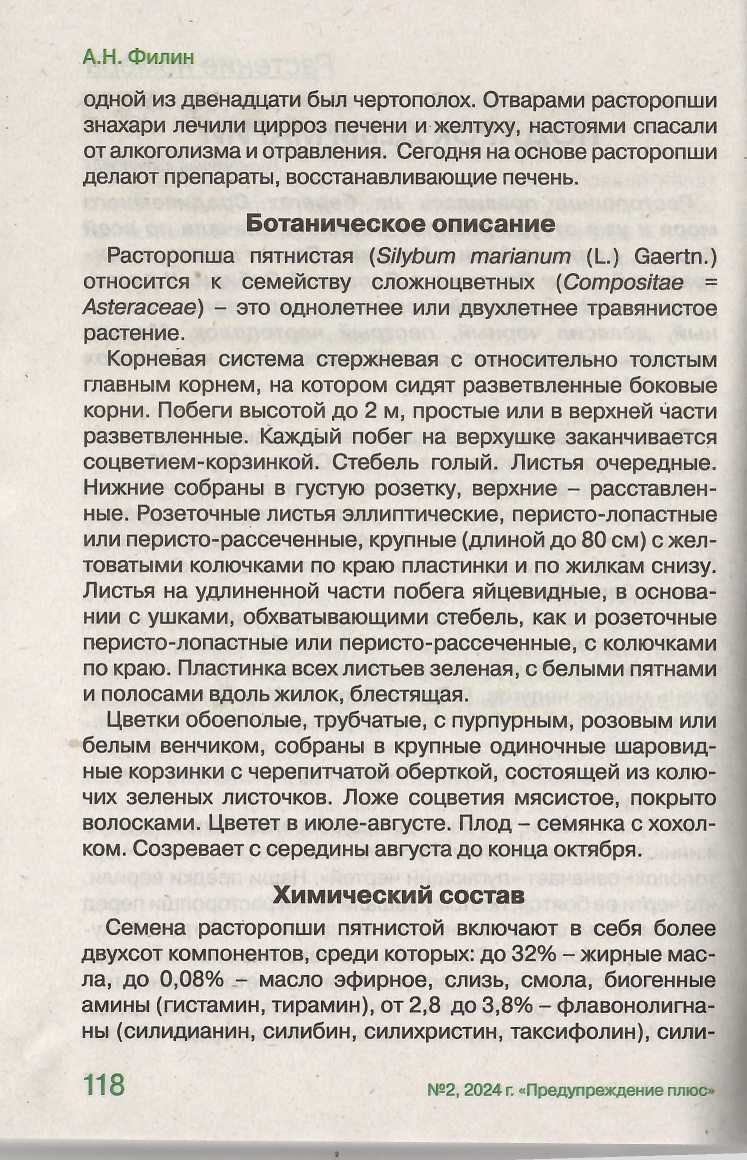 А.Н. Филин
одной из двенадцати был чертополох. Отварами расторопши
знахари лечили цирроз печени и желтуху, настоями спасали
от алкоголизма и отравления. Сегодня на основе расторопши
делают препараты, восстанавливающие печень.
Ботаническое описание
Расторопша пятнистая (Silybum marianum (L.) Gaertn.)
относится к семейству сложноцветных (Compositae =
Asteraceae) – это однолетнее или двухлетнее травянистое
растение.
Корневая система стержневая с относительно толстым
главным корнем, на котором сидят разветвленные боковые
корни. Побеги высотой до 2 м, простые или в верхней части
разветвленные. Каждый побег на верхушке заканчивается
соцветием-корзинкой. Стебель голый. Листья очередные.
Нижние собраны в густую розетку, верхние – расставлен-
ные. Розеточные листья эллиптические, перисто-лопастные
или перисто-рассеченные, крупные (длиной до 80 см) с жел-
товатыми колючками по краю пластинки и по жилкам снизу.
Листья на удлиненной части побега яйцевидные, в основа-
нии с ушками, обхватывающими стебель, как и розеточные
перисто-лопастные или перисто-рассеченные, с колючками
по краю. Пластинка всех листьев зеленая, с белыми пятнами
и полосами вдоль жилок, блестящая.
Цветки обоеполые, трубчатые, с пурпурным, розовым или
белым венчиком, собраны в крупные одиночные шаровид-
ные корзинки с черепитчатой оберткой, состоящей из колю-
чих зеленых листочков. Ложе соцветия мясистое, покрыто
волосками. Цветет в июле-августе. Плод – семянка с хохол-
ком. Созревает с середины августа до конца октября.
Химический состав
Семена расторопши пятнистой включают в себя более
двухсот компонентов, среди которых: до 32% – жирные мас-
ла, до 0,08% – масло эфирное, слизь, смола, биогенные
амины (гистамин, тирамин), от 2,8 до 3,8% – флавонолигна-
ны (силидианин, силибин, силихристин, таксифолин), сили-
118
№2, 2024 г. «Предупреждение плюс»